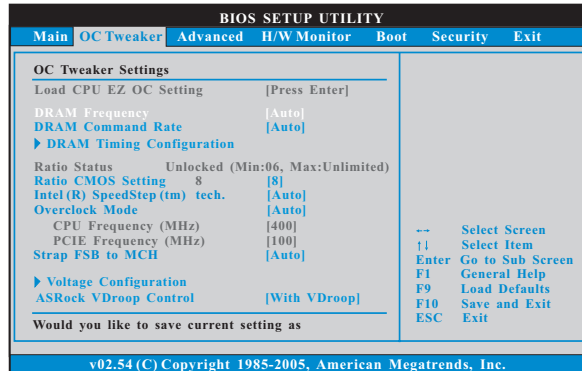 BIOS SETUP UTILITY
Main OC Tweaker Advanced H/W Monitor Boot Security Exit
OC Tweaker Settings
Load CPU EZ OC Setting [Press Enter]
DRAM Frequency [Auto]
DRAM Command Rate [Auto]
DRAM Timing Configuration
Ratio Status Unlocked (Min:06, Max:Unlimited)
Ratio CMOS Setting 8 [8]
Intel (R) SpeedStep (tm) tech. [Auto]
Overclock Mode [Auto]
CPU Frequency (MHz) [400]
PCIE Frequency (MHz) [100]
Strap FSB to MCH [Auto]
Voltage Configuration
ASRock VDroop Control [With VDroop]
Would you like to save current setting as
←→ Select Screen
↑↓ Select Item
Enter Go to Sub Screen
F1 General Help
F9 Load Defaults
F10 Save and Exit
ESC Exit
v02.54 (C) Copyright 1985-2005, American Megatrends, Inc.